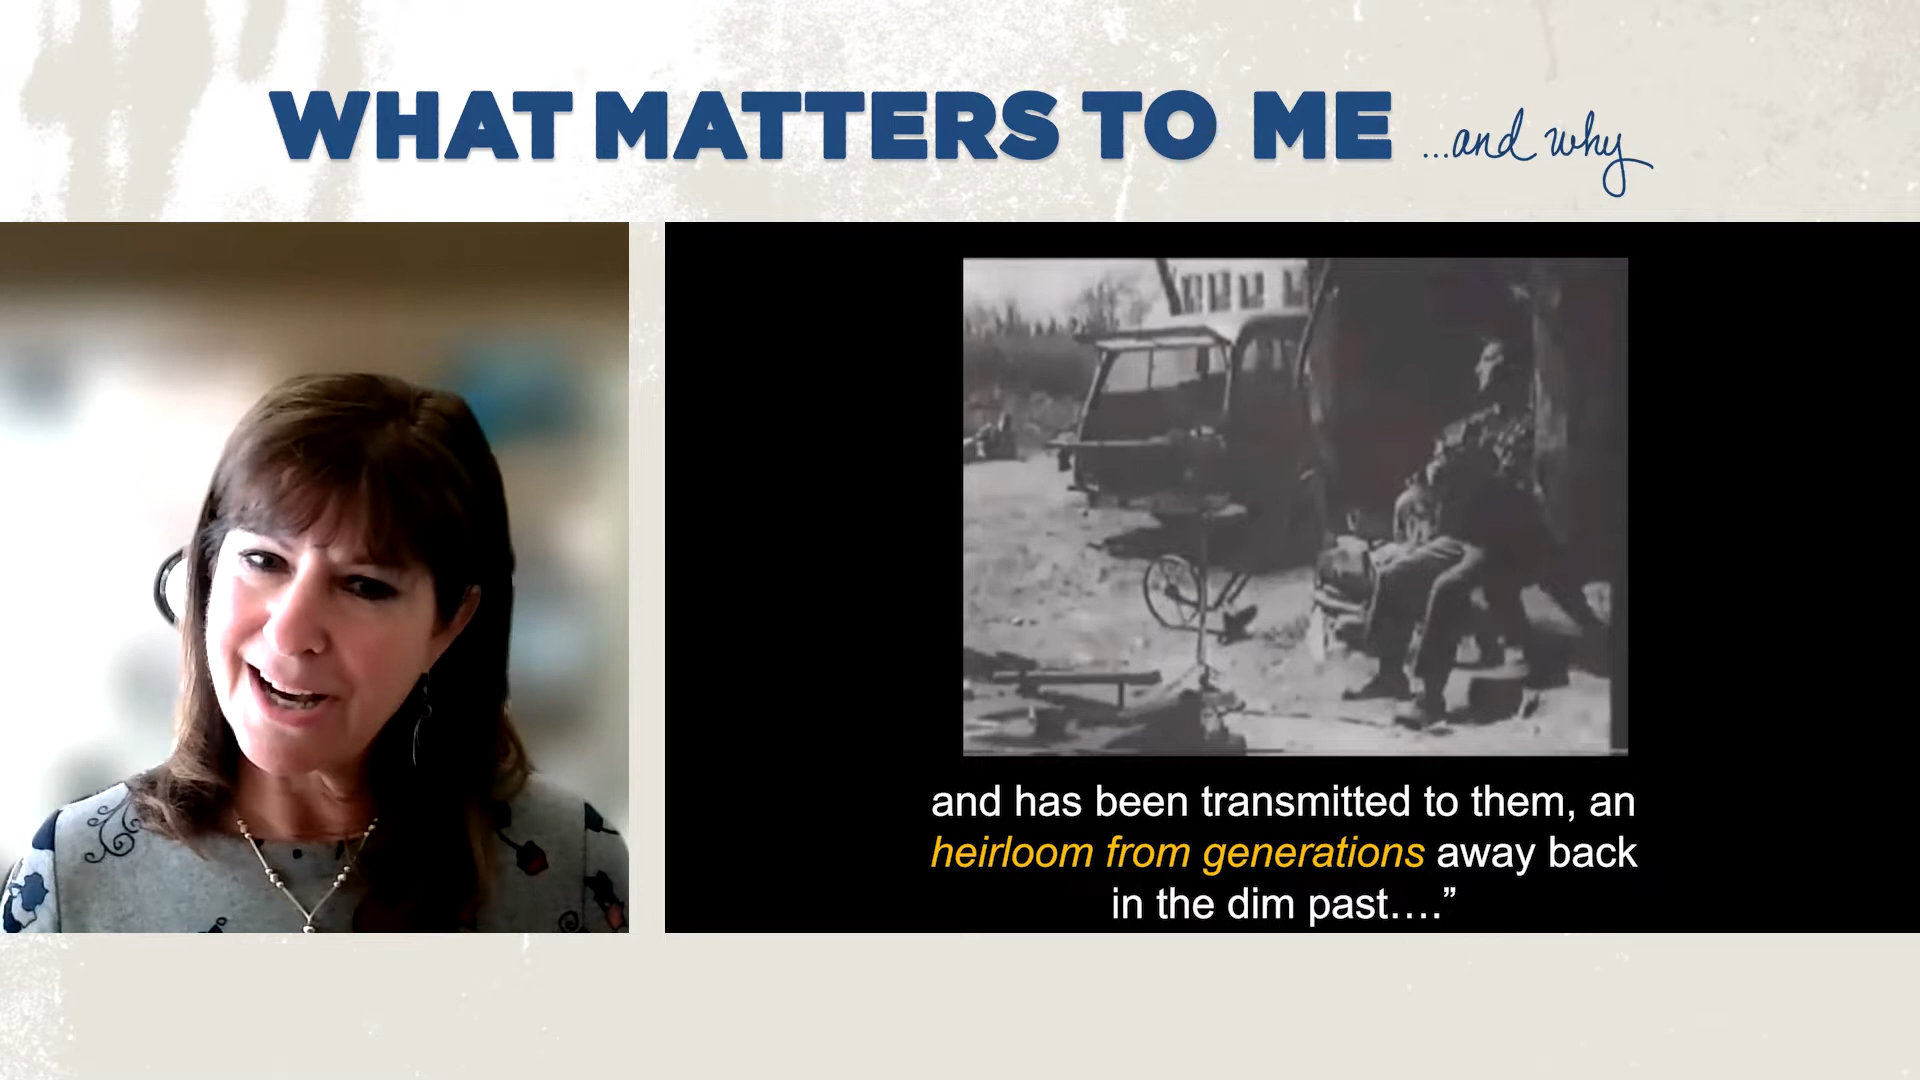 WHAT MATTERS TO ME ...and why
and has been transmitted to them, an
heirloom from generations away back
in the dim past....”